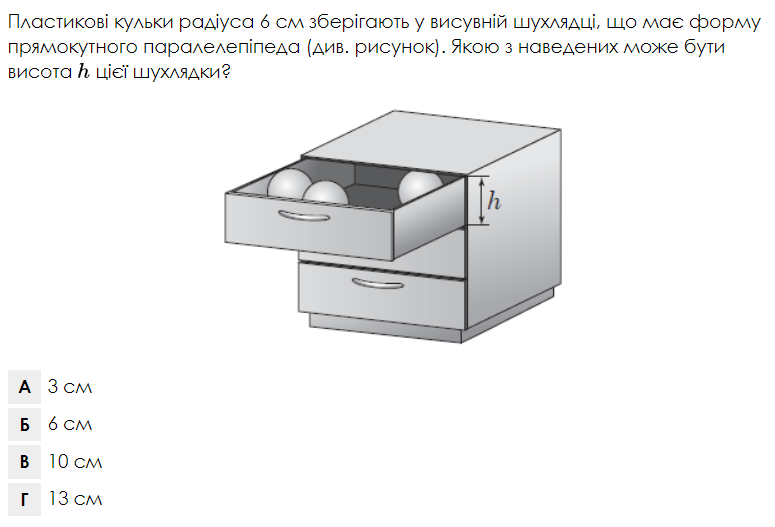 Пластикові кульки радіуса 6 см зберігають у висувній шухлядці, що має форму
прямокутного паралелепіпеда (див. рисунок). Якою з наведених може бути
висота h цієї шухлядки?
h
А 3 см
Б 6 см
В 10 см
Г 13 см